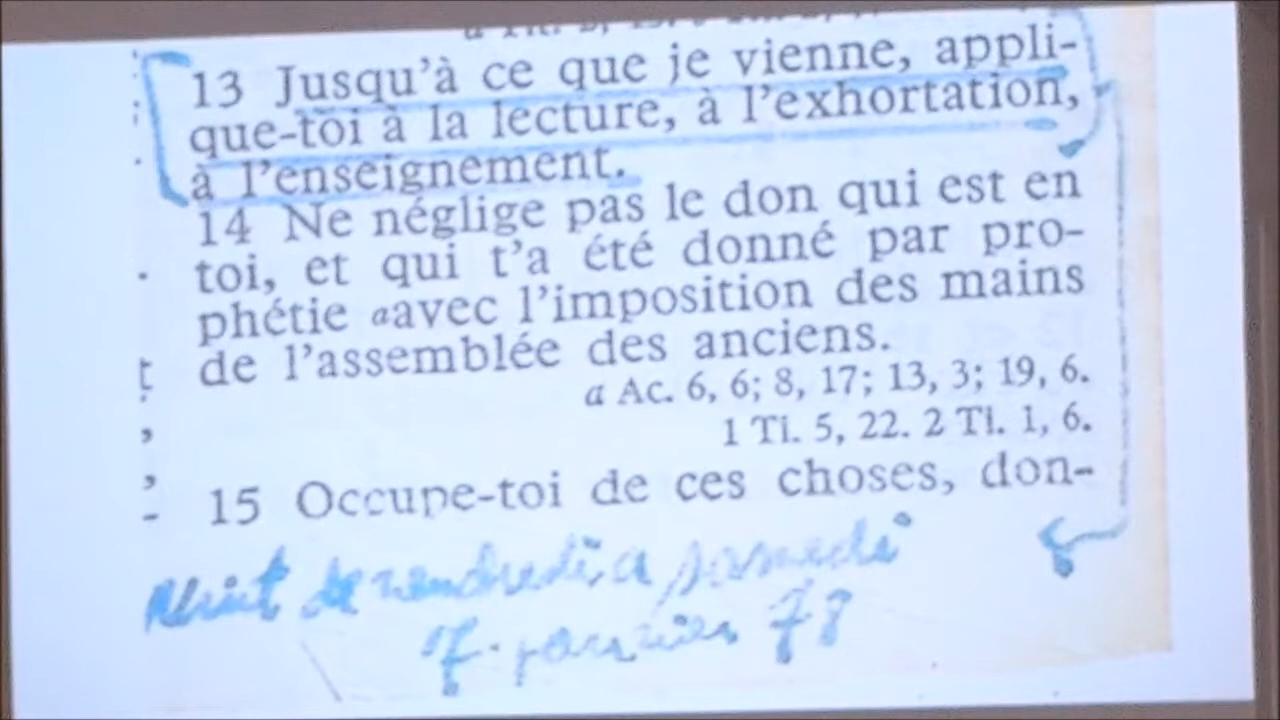 13 Jusqu'à ce que je vienne, appli-
que-toi à la lecture, à l'exhortation,
à l'enseignement.
14 Ne néglige pas le don qui est en
toi, et qui t'a été donné par pro-
phétie aavec l'imposition des mains
de l'assemblée des anciens.
a Ac. 6, 6; 8, 17; 13, 3; 19, 6.
1 Ti. 5, 22. 2 Ti. 1, 6.
15 Occupe-toi de ces choses, don-
Nuit de vendredi a samedi
7. janvier 78